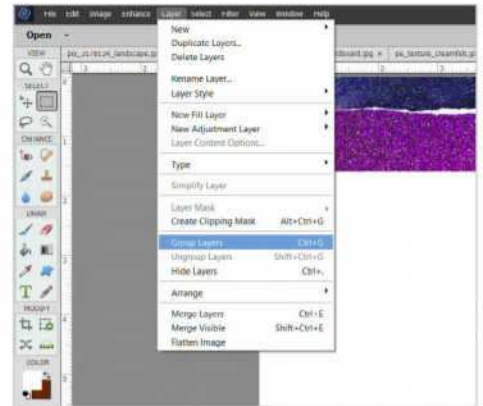 File Edit Image Enhance Layer Select Filter View Window Help
Open
VIEW
SELECT
ENHANCE
DRAW
MODIFY
COLOR
New
Duplicate Layers...
Delete Layers
Rename Layer...
Layer Style
New Fill Layer
New Adjustment Layer
Layer Content Options...
Type
Simplify Layer
Layer Mask
Create Clipping Mask Alt+Ctrl+G
Group Layers Ctrl+G
Ungroup Layers Shift+Ctrl+G
Hide Layers Ctrl+,
Arrange
Merge Layers Ctrl+E
Merge Visible Shift+Ctrl+E
Flatten Image